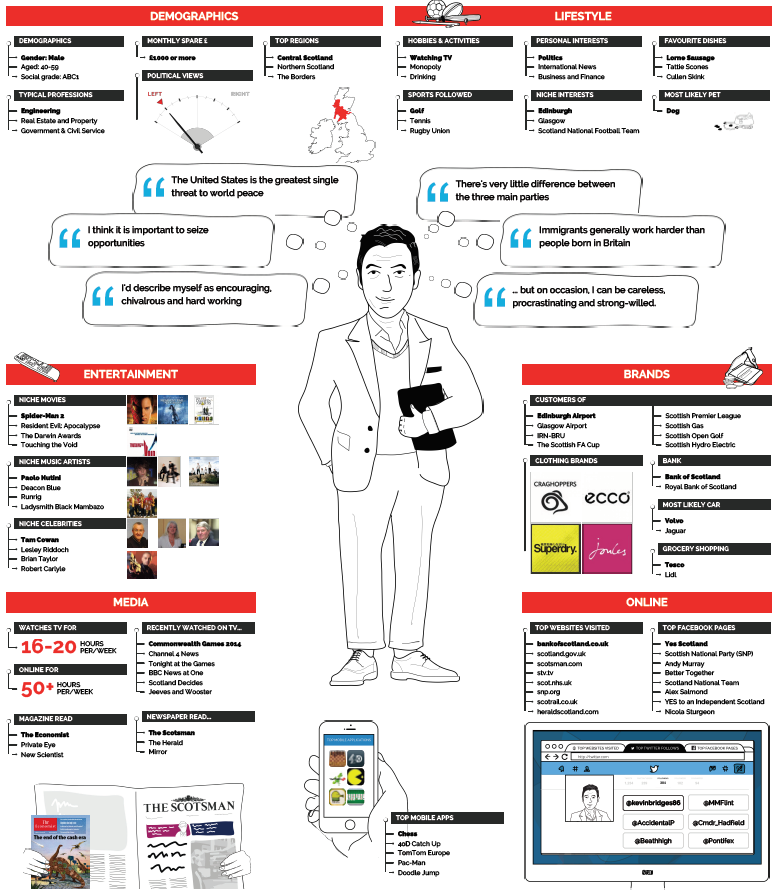 DEMOGRAPHICS
DEMOGRAPHICS
Gender: Male
Aged: 40-59
Social grade: ABC1
MONTHLY SPARE £
£1000 or more
TOP REGIONS
Central Scotland
Northern Scotland
The Borders
TYPICAL PROFESSIONS
Engineering
Real Estate and Property
Government & Civil Service
POLITICAL VIEWS
LEFT
RIGHT
LIFESTYLE
HOBBIES & ACTIVITIES
Watching TV
Monopoly
Drinking
PERSONAL INTERESTS
Politics
International News
Business and Finance
FAVOURITE DISHES
Lorne Sausage
Tattie Scones
Cullen Skink
SPORTS FOLLOWED
Golf
Tennis
Rugby Union
NICHE INTERESTS
Edinburgh
Glasgow
Scotland National Football Team
MOST LIKELY PET
Dog
The United States is the greatest single
threat to world peace
There's very little difference between
the three main parties
I think it is important to seize
opportunities
Immigrants generally work harder than
people born in Britain
I'd describe myself as encouraging,
chivalrous and hard working
... but on occasion, I can be careless,
procrastinating and strong-willed.
ENTERTAINMENT
NICHE MOVIES
Spider-Man 2
Resident Evil: Apocalypse
The Darwin Awards
Touching the Void
NICHE MUSIC ARTISTS
Paolo Nutini
Deacon Blue
Runrig
Ladysmith Black Mambazo
NICHE CELEBRITIES
Tam Cowan
Lesley Riddoch
Brian Taylor
Robert Carlyle
BRANDS
CUSTOMERS OF
Edinburgh Airport
Glasgow Airport
IRN-BRU
The Scottish FA Cup
Scottish Premier League
Scottish Gas
Scottish Open Golf
Scottish Hydro Electric
CLOTHING BRANDS
CRAGHOPPERS
ecco
Superdry.
joules
BANK
Bank of Scotland
Royal Bank of Scotland
MOST LIKELY CAR
Volvo
Jaguar
GROCERY SHOPPING
Tesco
Lidl
MEDIA
WATCHES TV FOR
16-20 HOURS
PER/WEEK
ONLINE FOR
50+ HOURS
PER/WEEK
RECENTLY WATCHED ON TV...
Commonwealth Games 2014
Channel 4 News
Tonight at the Games
BBC News at One
Scotland Decides
Jeeves and Wooster
MAGAZINE READ
The Economist
Private Eye
New Scientist
NEWSPAPER READ...
The Scotsman
The Herald
Mirror
ONLINE
TOP WEBSITES VISITED
bankofscotland.co.uk
scotland.gov.uk
scotsman.com
stv.tv
scot.nhs.uk
snp.org
scotrail.co.uk
heraldscotland.com
TOP FACEBOOK PAGES
Yes Scotland
Scottish National Party (SNP)
Andy Murray
Better Together
Scotland National Team
Alex Salmond
YES to an Independent Scotland
Nicola Sturgeon
THE SCOTSMAN
The
Economist
The end of the cash era
TOP MOBILE APPLICATIONS
TOP MOBILE APPS
Chess
4OD Catch Up
TomTom Europe
Pac-Man
Doodle Jump
TOP WEBSITES VISITED
TOP TWITTER FOLLOWS
TOP FACEBOOK PAGES
http://twitter.com
@kevinbridges86
@MMFlint
@AccidentalP
@Cmdr_Hadfield
@Beathhigh
@Pontifex